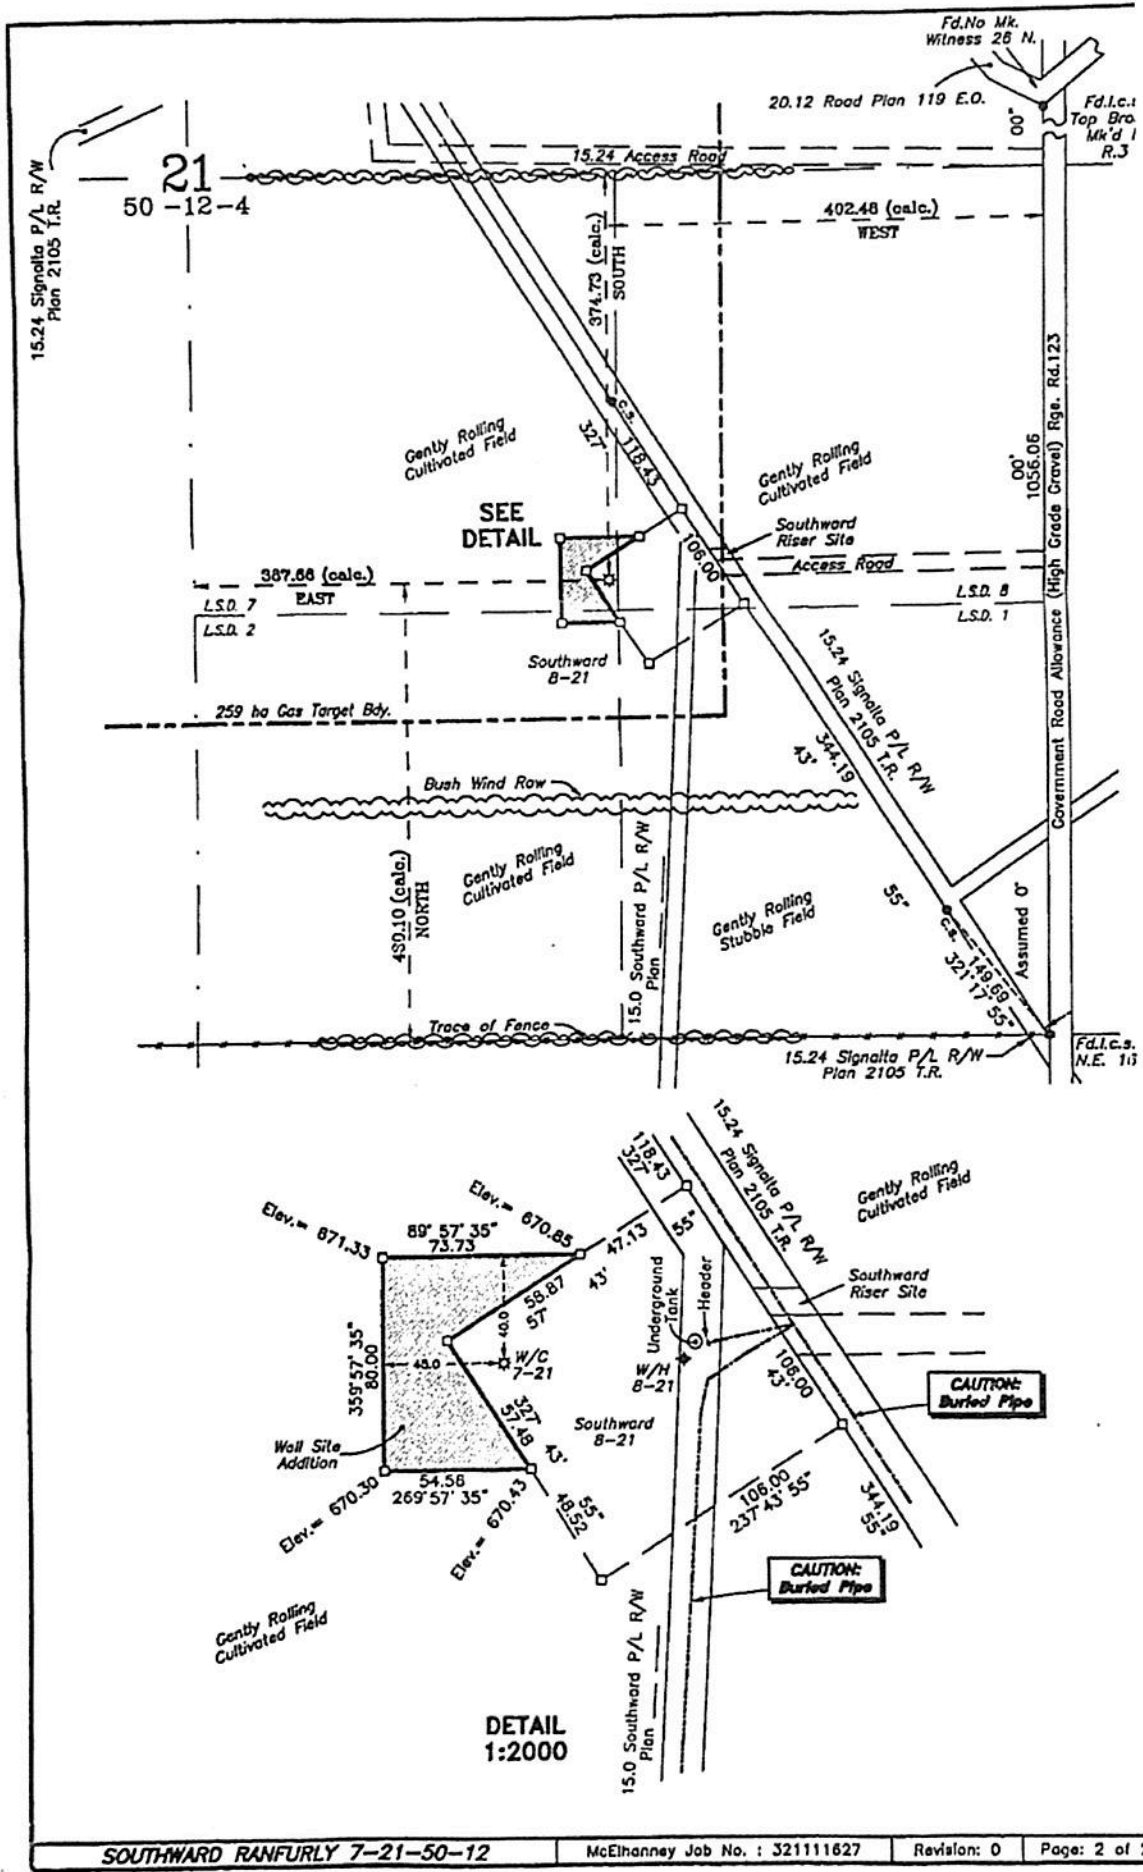 Fd.No Mk.
Witness 26 N.
20.12 Road Plan 119 E.O.
Fd.I.c.s
Top Bro
Mk'd I
R.3
00"
15.24 Signalta P/L R/W
Plan 2105 T.R.
21
50 -12-4
15.24 Access Road
402.48 (calc.)
WEST
374.73 (calc.)
SOUTH
c.s.
118.43
327°
Gently Rolling
Cultivated Field
Gently Rolling
Cultivated Field
SEE
DETAIL
Southward
Riser Site
106.00
Access Road
387.66 (calc.)
EAST
L.S.D. 7
L.S.D. 2
L.S.D. 8
L.S.D. 1
Government Road Allowance (High Grade Gravel) Rge. Rd.123
00'
1056.06
Southward
8-21
15.24 Signalta P/L R/W
Plan 2105 T.R.
344.19
43'
259 ha Gas Target Bdy.
Bush Wind Row
480.10 (calc.)
NORTH
Gently Rolling
Cultivated Field
15.0 Southward P/L R/W
Plan
Gently Rolling
Stubble Field
55"
c.s.
149.69
321°17' 55"
Assumed 0°
Trace of Fence
15.24 Signalta P/L R/W
Plan 2105 T.R.
Fd.I.c.s.
N.E. 16
118.43
327°
15.24 Signalta P/L R/W
Plan 2105 T.R.
Gently Rolling
Cultivated Field
Elev.= 871.33
89° 57' 35"
73.73
Elev.= 670.85
47.13
55"
58.87
57'
43'
Underground
Tank
Header
Southward
Riser Site
40.0
359° 57' 35"
80.00
45.0
W/C
7-21
W/H
8-21
106.00
43'
CAUTION:
Buried Pipe
327°
57.48
43'
Southward
8-21
Well Site
Addition
54.56
269° 57' 35"
Elev.= 670.30
Elev.= 670.43
55"
48.52
106.00
237°43' 55"
344.19
55"
CAUTION:
Buried Pipe
Gently Rolling
Cultivated Field
15.0 Southward P/L R/W
Plan
DETAIL
1:2000
SOUTHWARD RANFURLY 7-21-50-12
McElhanney Job No. : 321111627
Revision: 0
Page: 2 of